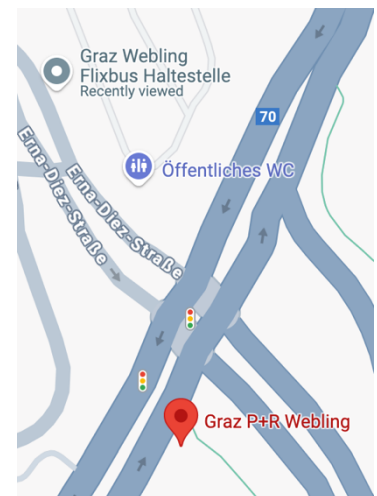 Graz Webling
Flixbus Haltestelle
Recently viewed
70
Öffentliches WC
Erna-Diez-Straße
Erna-Diez-Straße
Graz P+R Webling